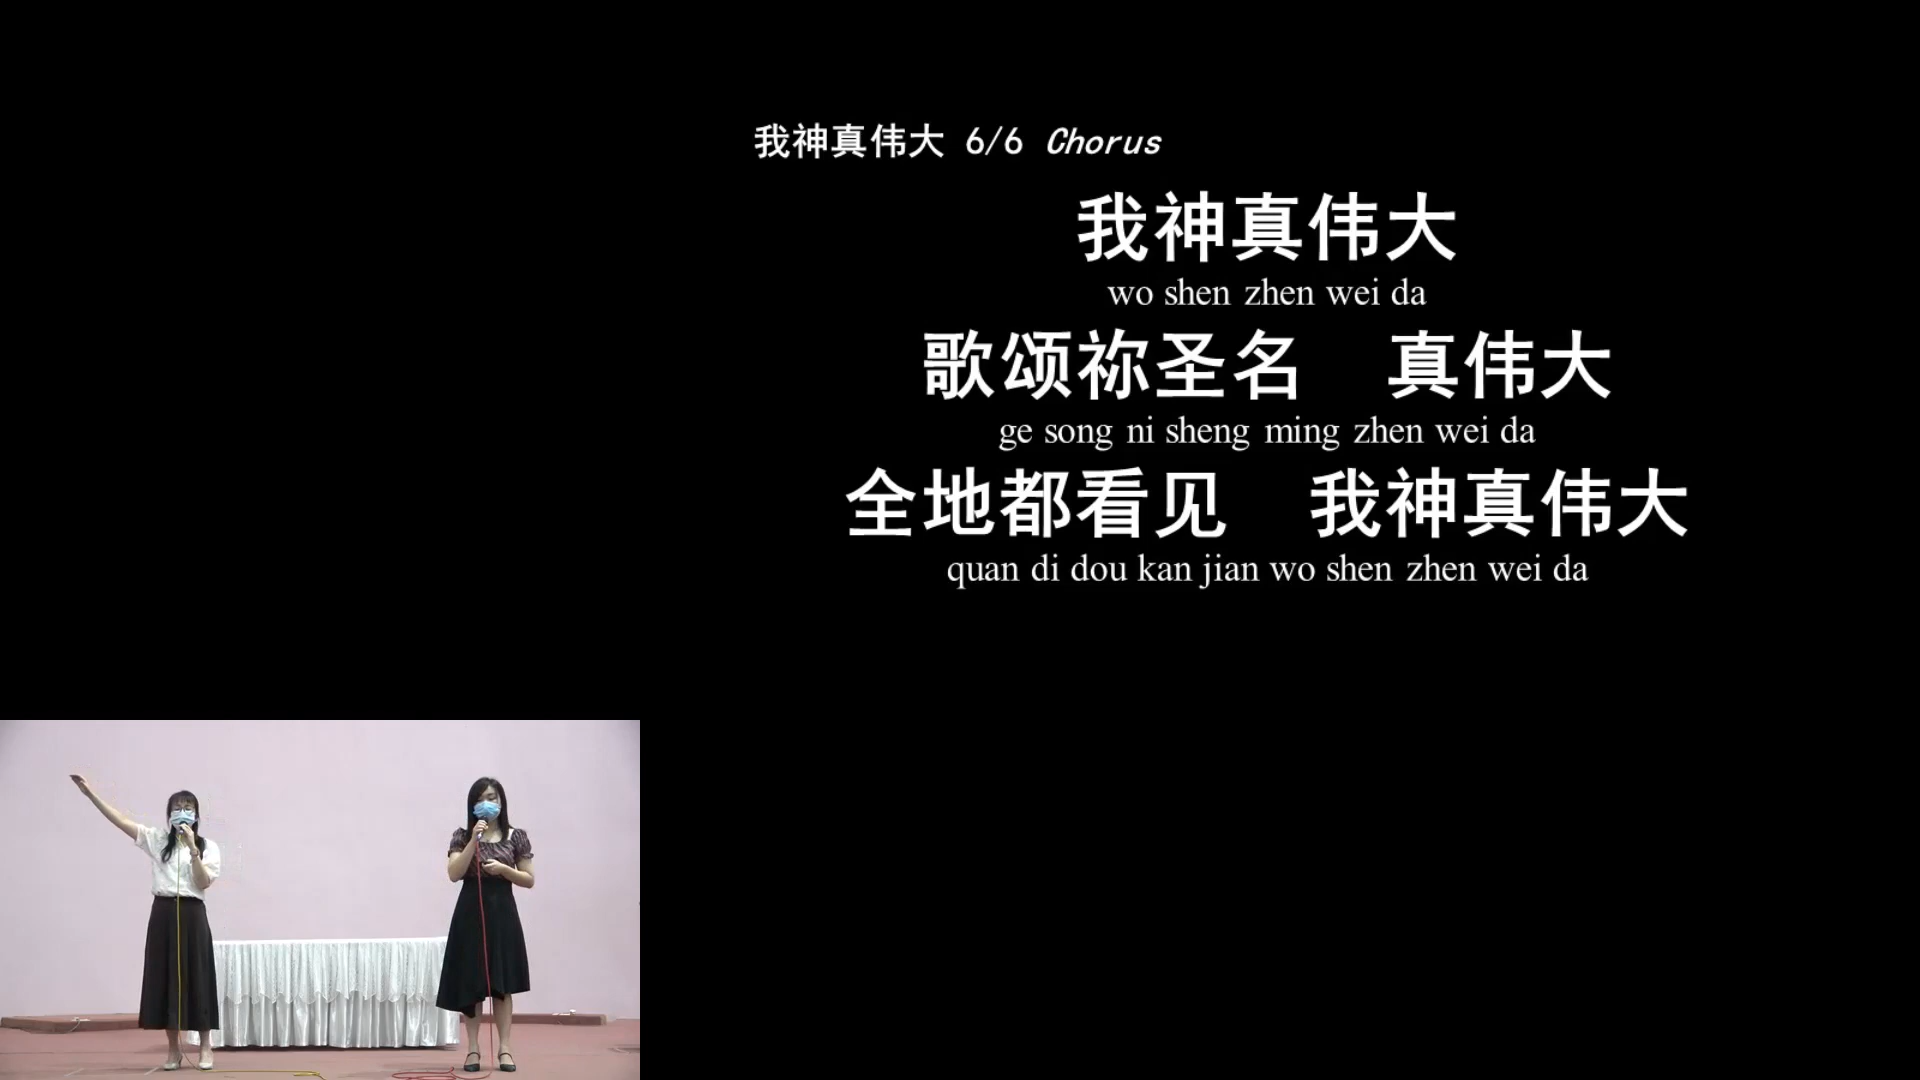 我神真伟大 6/6 Chorus
我神真伟大
wo shen zhen wei da
歌颂祢圣名 真伟大
ge song ni sheng ming zhen wei da
全地都看见 我神真伟大
quan di dou kan jian wo shen zhen wei da